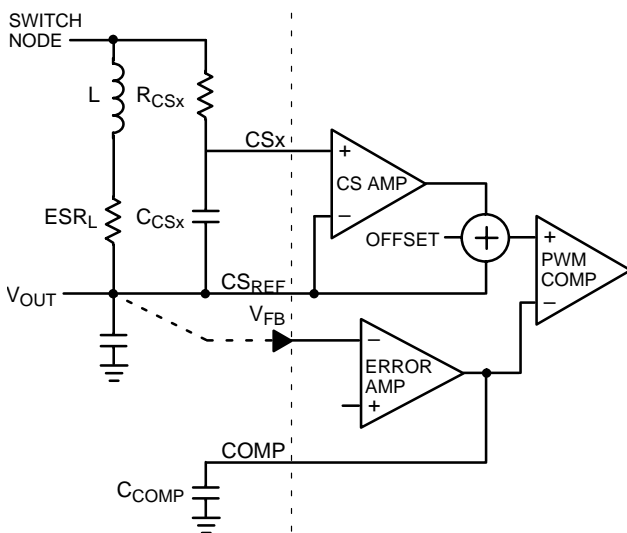 SWITCH
NODE
L
RCSx
CSx
+
CS AMP
−
ESRL
CCSx
OFFSET
+
+
PWM
COMP
−
VOUT
CSREF
VFB
−
ERROR
AMP
+
COMP
CCOMP